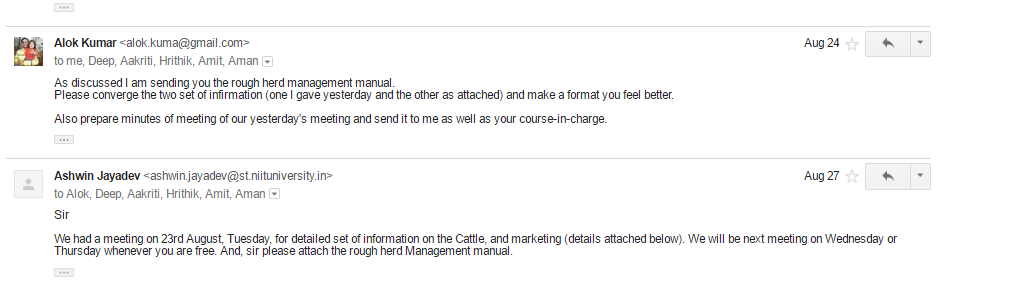 Alok Kumar <alok.kuma@gmail.com> Aug 24
to me, Deep, Aakriti, Hrithik, Amit, Aman
As discussed I am sending you the rough herd management manual.
Please converge the two set of infirmation (one I gave yesterday and the other as attached) and make a format you feel better.
Also prepare minutes of meeting of our yesterday's meeting and send it to me as well as your course-in-charge.
Ashwin Jayadev <ashwin.jayadev@st.niituniversity.in> Aug 27
to Alok, Deep, Aakriti, Hrithik, Amit, Aman
Sir
We had a meeting on 23rd August, Tuesday, for detailed set of information on the Cattle, and marketing (details attached below). We will be next meeting on Wednesday or
Thursday whenever you are free. And, sir please attach the rough herd Management manual.